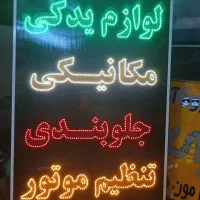 لوازم یدکی
مکانیکی
جلوبندی
تنظیم موتور